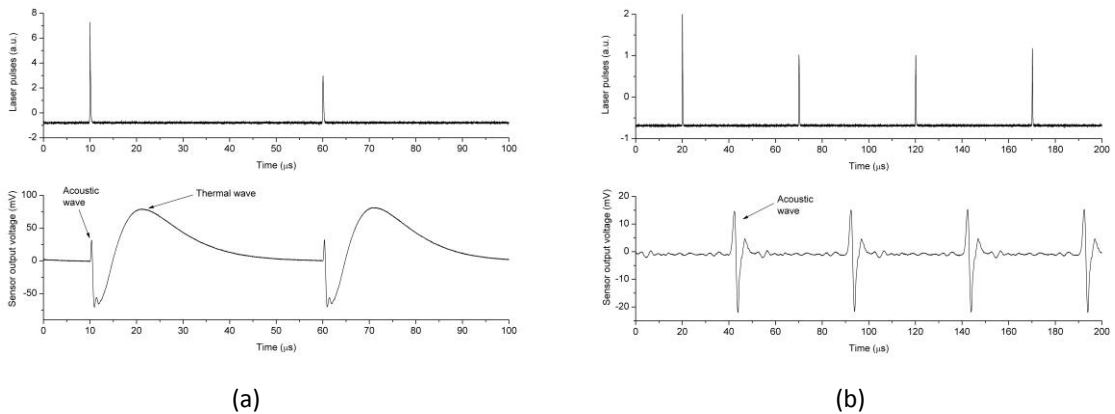 Laser pulses (a.u.)
8
6
4
2
0
-2
0 10 20 30 40 50 60 70 80 90 100
Time (µs)
Sensor output voltage (mV)
100
50
0
-50
Acoustic
wave
Thermal wave
0 10 20 30 40 50 60 70 80 90 100
Time (µs)
(a)
Laser pulses (a.u.)
2
1
0
-1
0 20 40 60 80 100 120 140 160 180 200
Time (µs)
Sensor output voltage (mV)
20
10
0
-10
-20
Acoustic
wave
0 20 40 60 80 100 120 140 160 180 200
Time (µs)
(b)